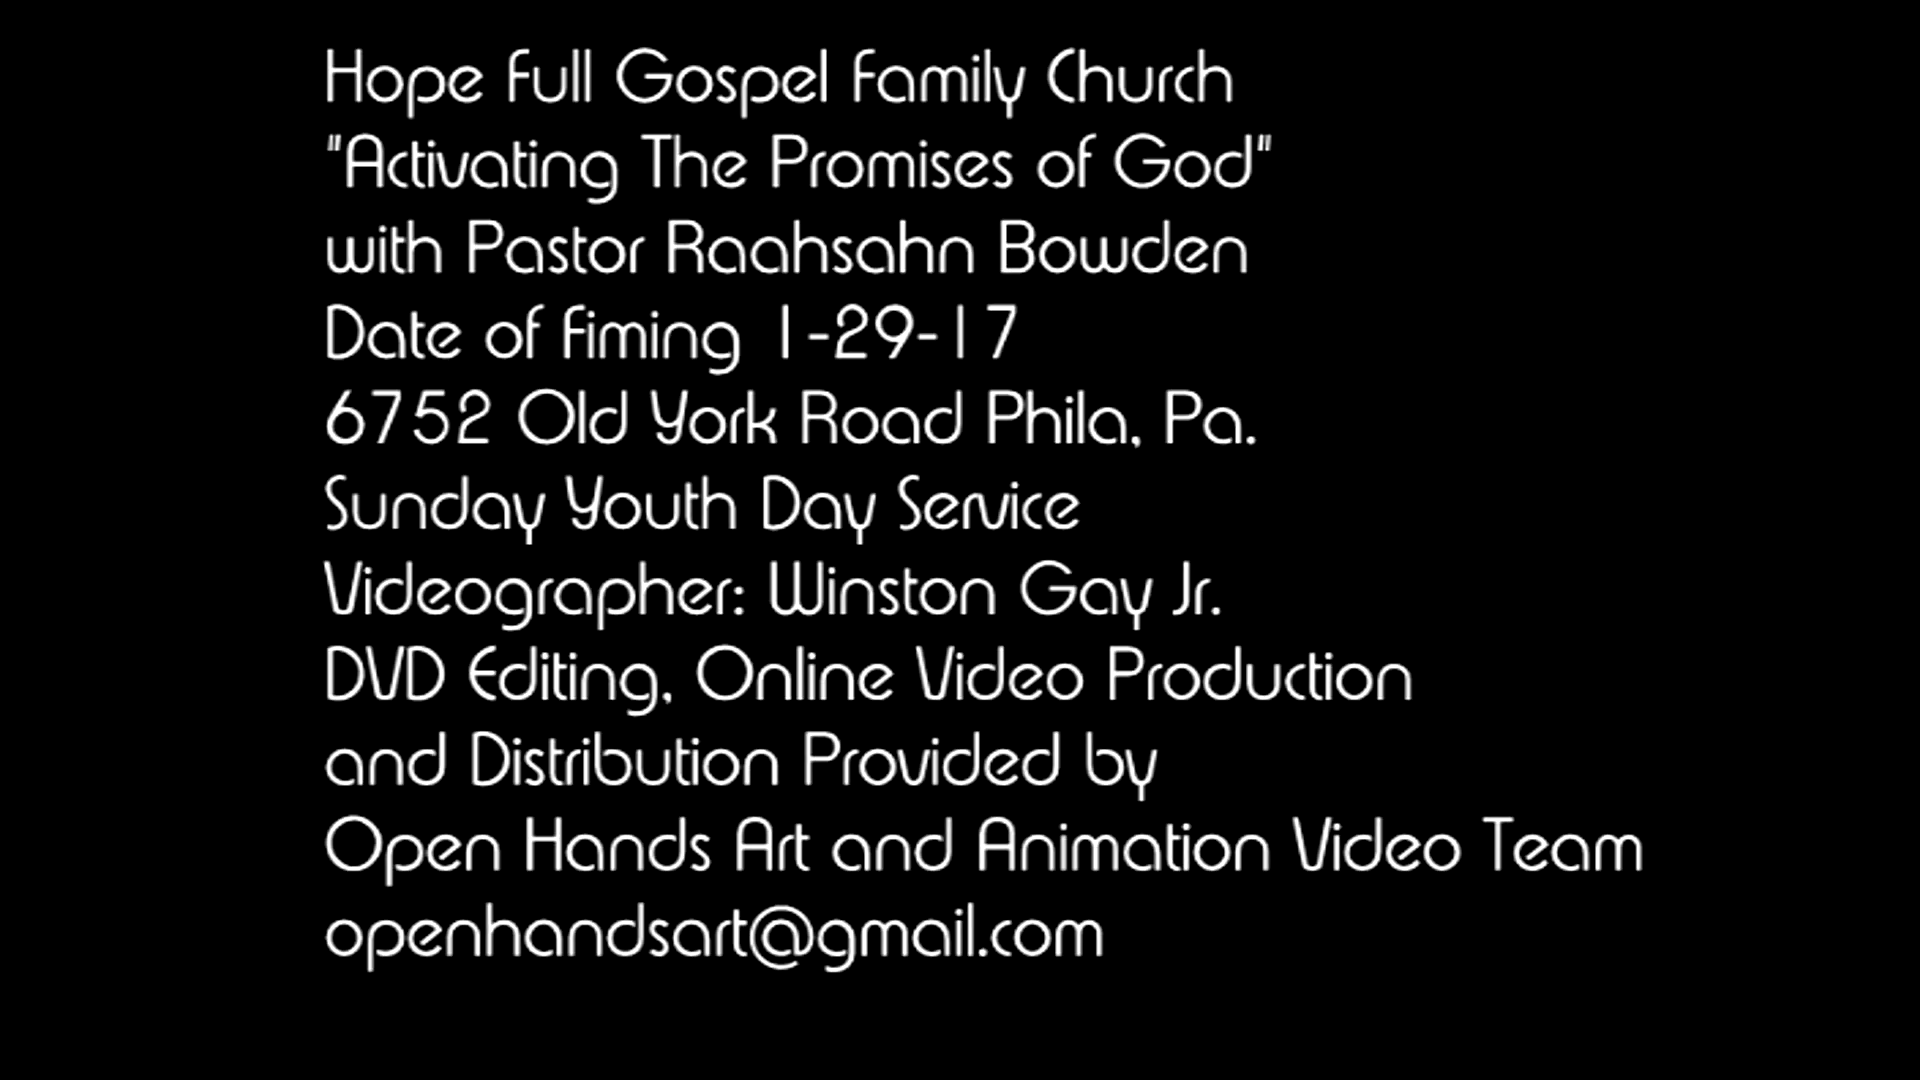 Hope Full Gospel Family Church
"Activating The Promises of God"
with Pastor Raahsahn Bowden
Date of Fiming 1-29-17
6752 Old York Road Phila, Pa.
Sunday Youth Day Service
Videographer: Winston Gay Jr.
DVD Editing, Online Video Production
and Distribution Provided by
Open Hands Art and Animation Video Team
openhandsart@gmail.com